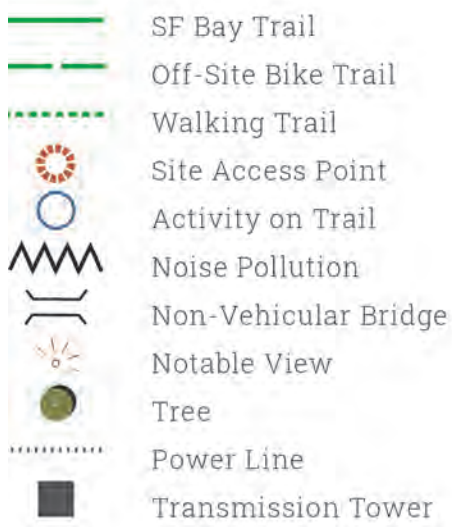 SF Bay Trail
Off-Site Bike Trail
Walking Trail
Site Access Point
Activity on Trail
Noise Pollution
Non-Vehicular Bridge
Notable View
Tree
Power Line
Transmission Tower